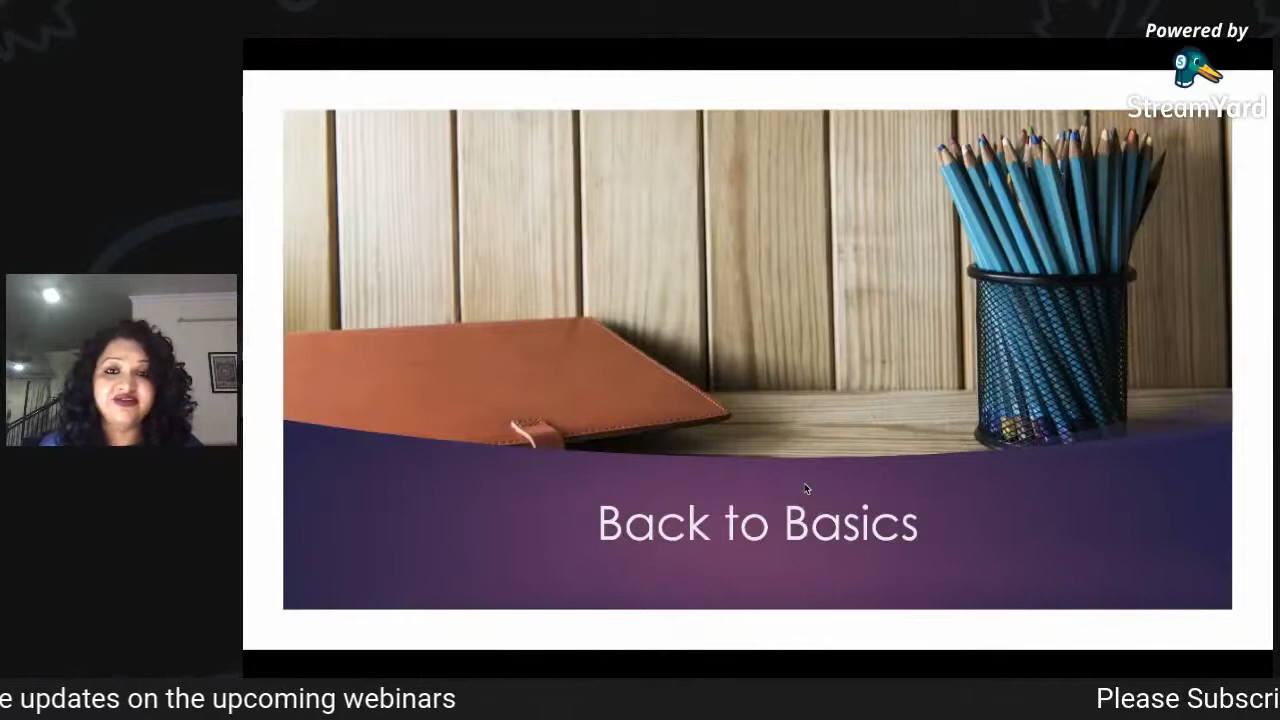 Powered by
StreamYard
Back to Basics
e updates on the upcoming webinars
Please Subscri